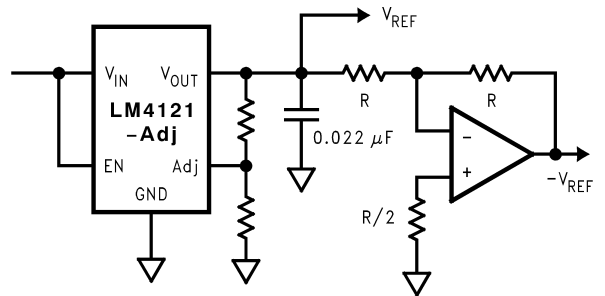 V_REF
V_IN
V_OUT
LM4121
-Adj
EN
Adj
GND
0.022 μF
R
R
−
+
R/2
-V_REF